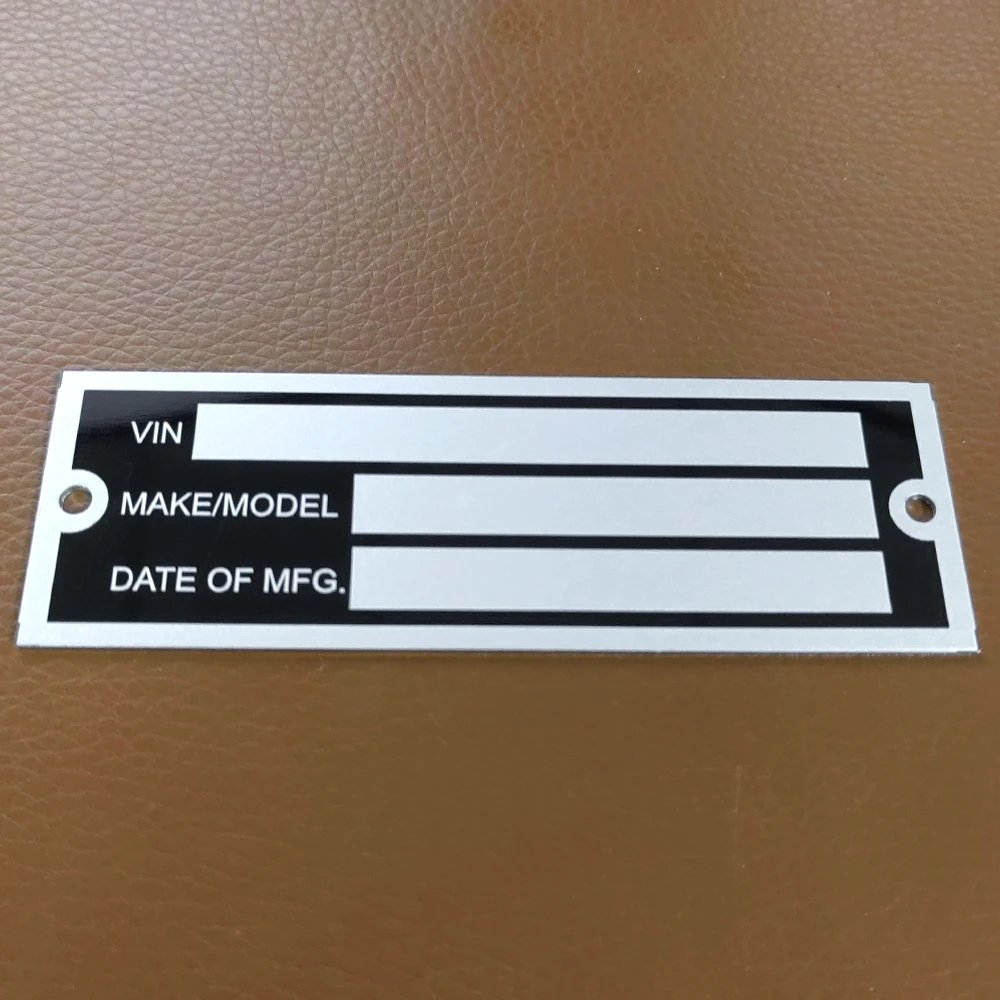 VIN
MAKE/MODEL
DATE OF MFG.